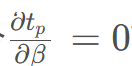 ∂t_p/∂β = 0